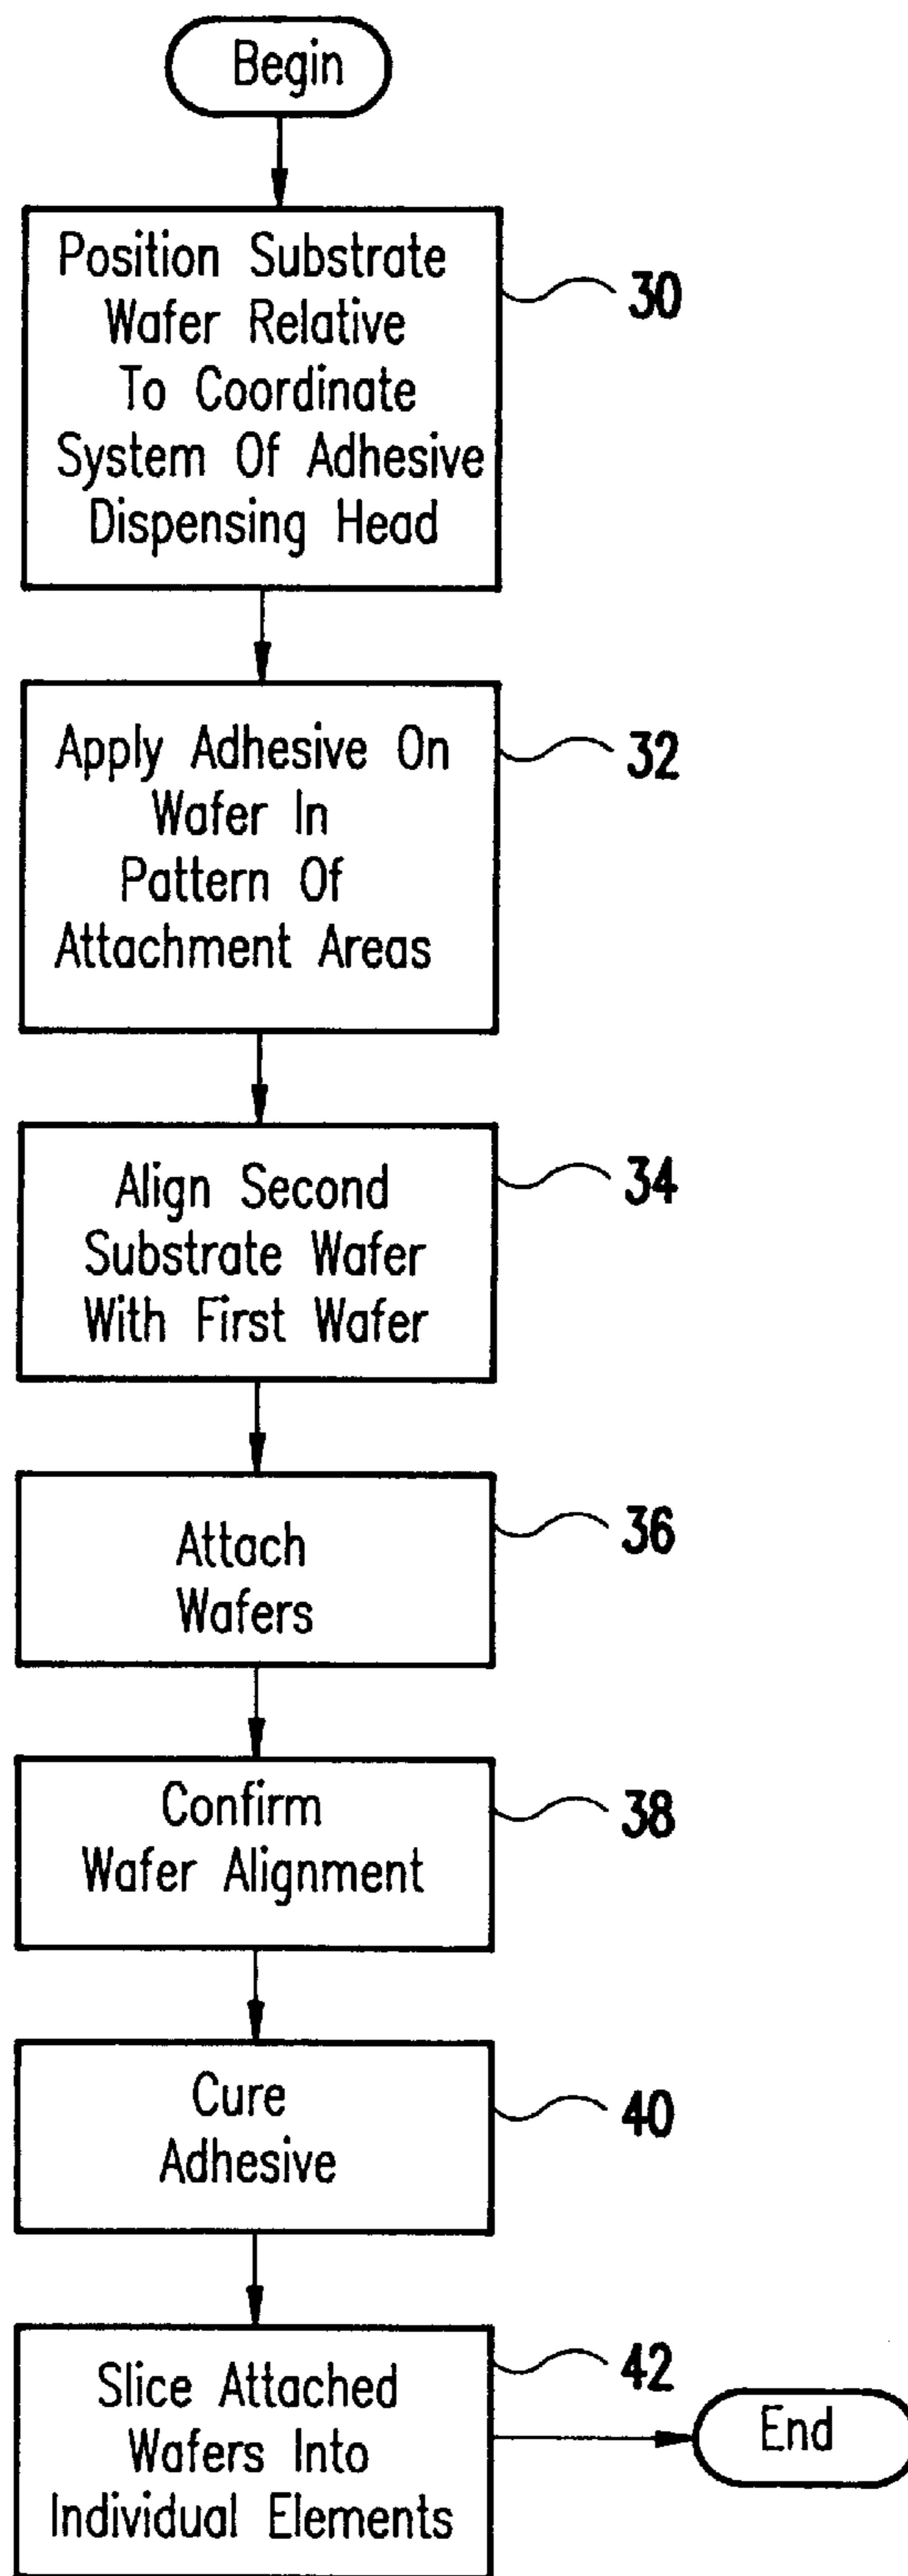 Begin
Position Substrate
Wafer Relative
To Coordinate
System Of Adhesive
Dispensing Head
30
Apply Adhesive On
Wafer In
Pattern Of
Attachment Areas
32
Align Second
Substrate Wafer
With First Wafer
34
Attach
Wafers
36
Confirm
Wafer Alignment
38
Cure
Adhesive
40
Slice Attached
Wafers Into
Individual Elements
42
End